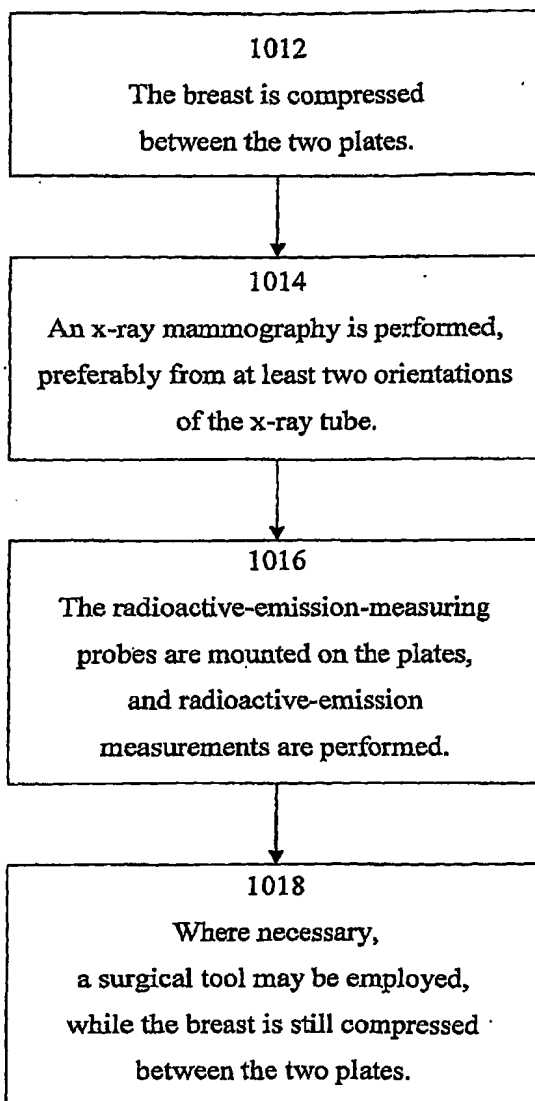 1012
The breast is compressed
between the two plates.
1014
An x-ray mammography is performed,
preferably from at least two orientations
of the x-ray tube.
1016
The radioactive-emission-measuring
probes are mounted on the plates,
and radioactive-emission
measurements are performed.
1018
Where necessary,
a surgical tool may be employed,
while the breast is still compressed
between the two plates.